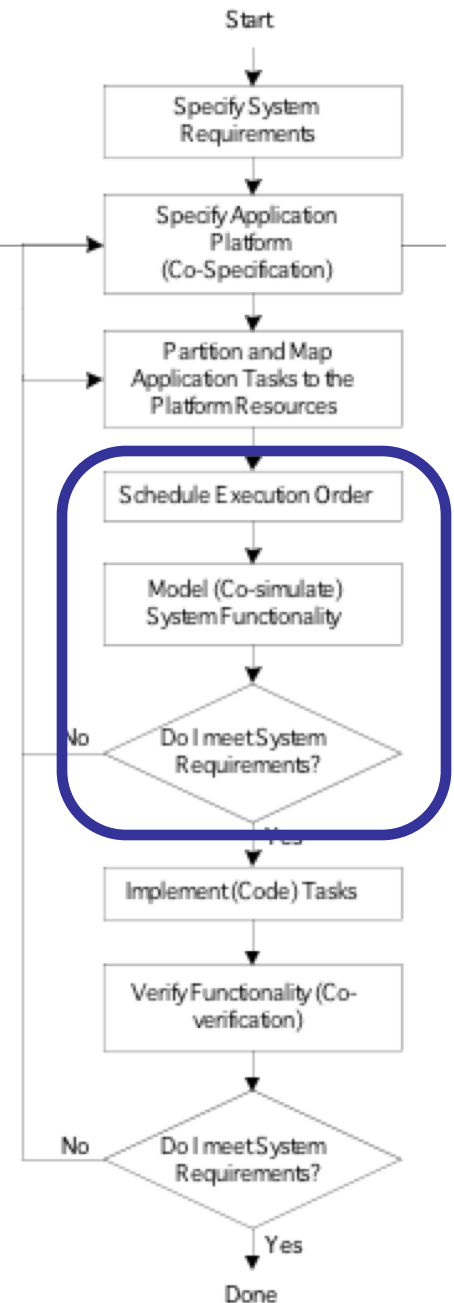 Start
Specify System
Requirements
Specify Application
Platform
(Co-Specification)
Partition and Map
Application Tasks to the
Platform Resources
Schedule Execution Order
Model (Co-simulate)
System Functionality
No
Do I meet System
Requirements?
Yes
Implement (Code) Tasks
Verify Functionality (Co-
verification)
No
Do I meet System
Requirements?
Yes
Done